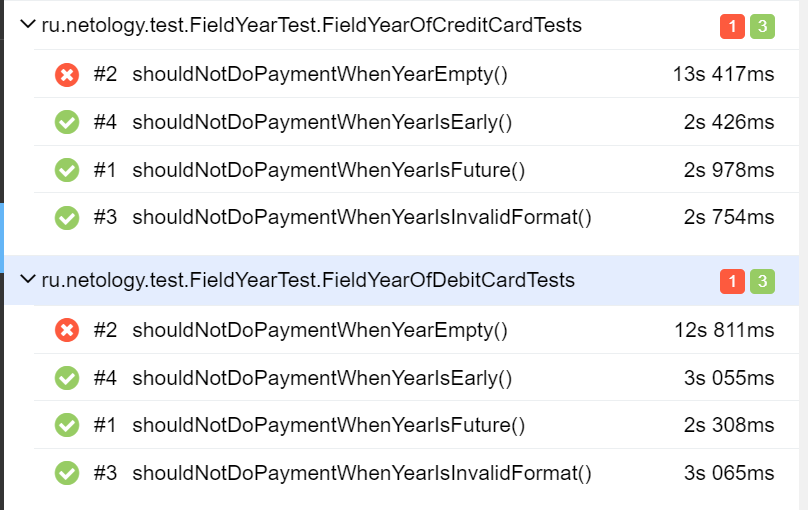 ru.netology.test.FieldYearTest.FieldYearOfCreditCardTests 1 3
#2 shouldNotDoPaymentWhenYearEmpty() 13s 417ms
#4 shouldNotDoPaymentWhenYearIsEarly() 2s 426ms
#1 shouldNotDoPaymentWhenYearIsFuture() 2s 978ms
#3 shouldNotDoPaymentWhenYearIsInvalidFormat() 2s 754ms
ru.netology.test.FieldYearTest.FieldYearOfDebitCardTests 1 3
#2 shouldNotDoPaymentWhenYearEmpty() 12s 811ms
#4 shouldNotDoPaymentWhenYearIsEarly() 3s 055ms
#1 shouldNotDoPaymentWhenYearIsFuture() 2s 308ms
#3 shouldNotDoPaymentWhenYearIsInvalidFormat() 3s 065ms